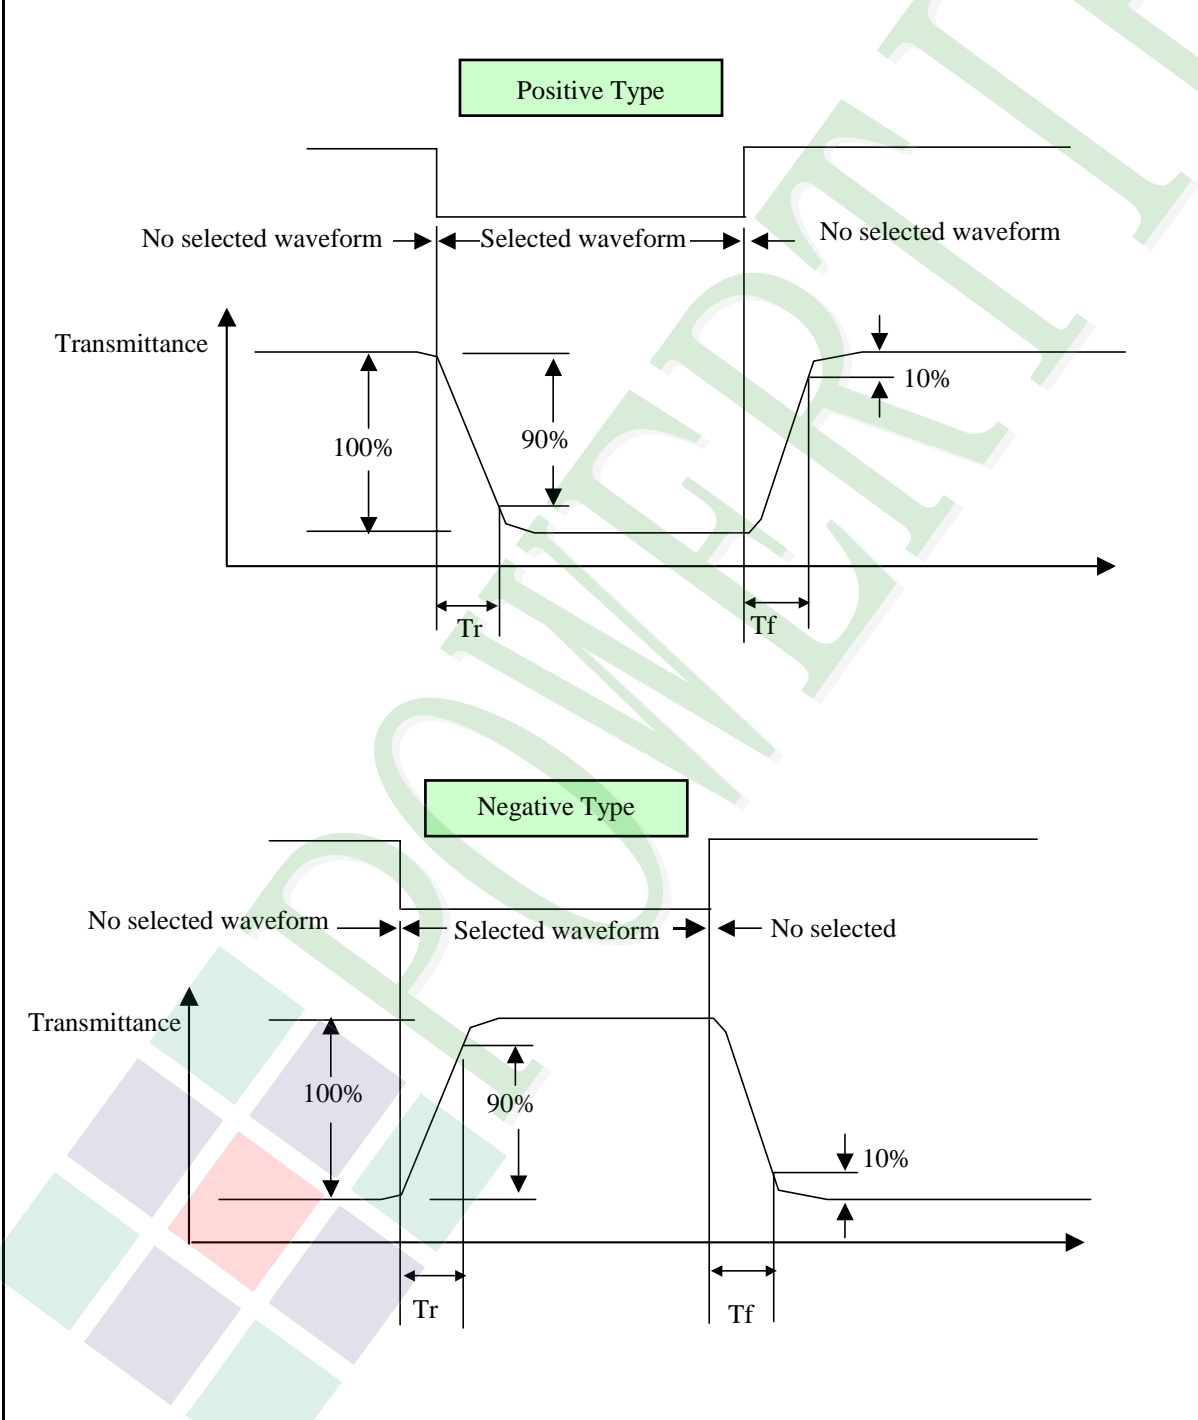 Positive Type
No selected waveform
Selected waveform
No selected waveform
Transmittance
10%
90%
100%
Tr
Tf
Negative Type
No selected waveform
Selected waveform
No selected
Transmittance
100%
90%
10%
Tr
Tf
POWERTI